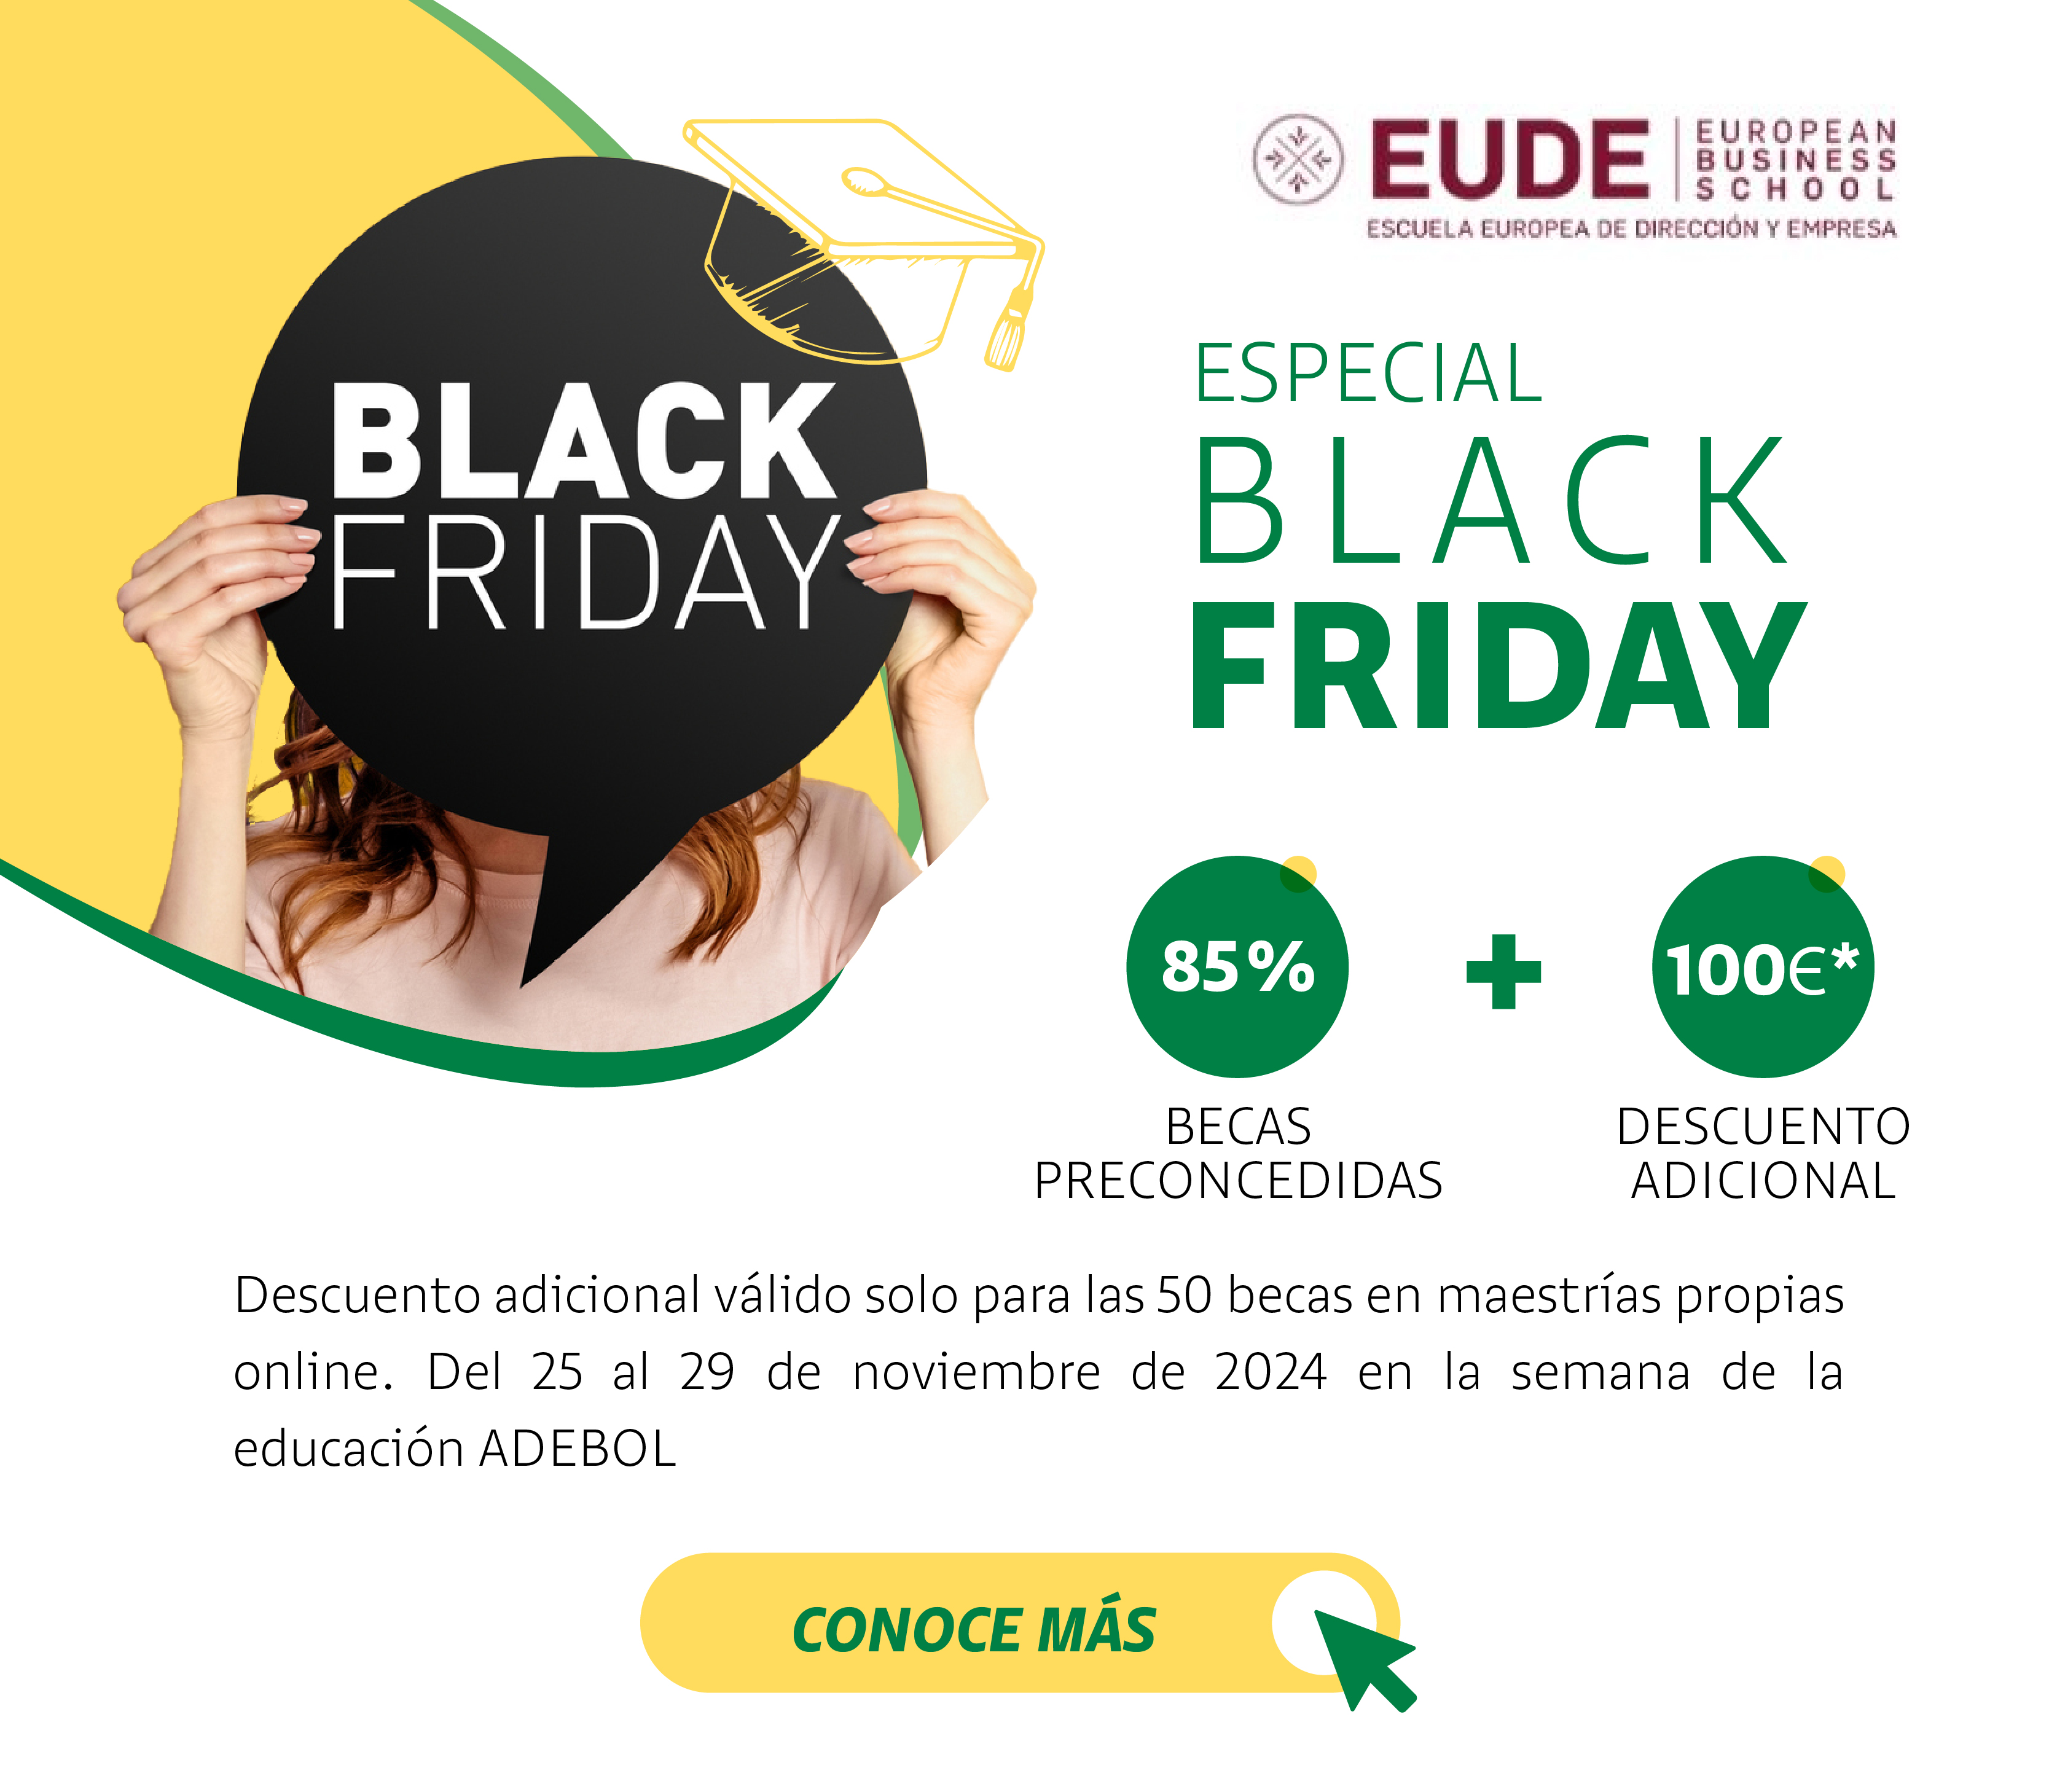 BLACK
FRIDAY
EUDE
EUROPEAN
BUSINESS
SCHOOL
ESCUELA EUROPEA DE DIRECCIÓN Y EMPRESA
ESPECIAL
BLACK
FRIDAY
85%
+
100€*
BECAS
PRECONCEDIDAS
DESCUENTO
ADICIONAL
Descuento adicional válido solo para las 50 becas en maestrías propias
online. Del 25 al 29 de noviembre de 2024 en la semana de la
educación ADEBOL
CONOCE MÁS